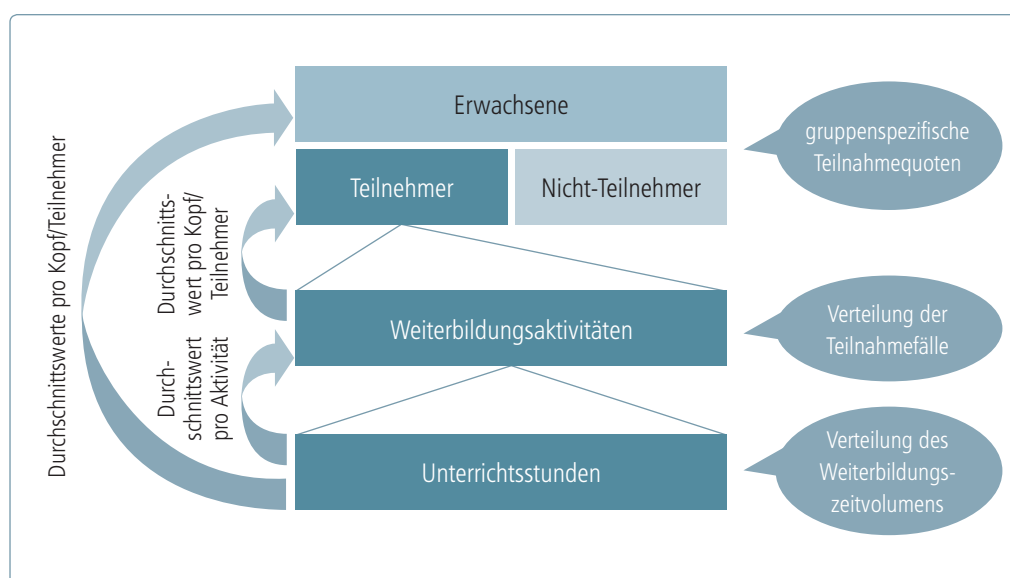 Erwachsene
gruppenspezifische
Teilnahmequoten
Teilnehmer
Nicht-Teilnehmer
Durchschnittswerte pro Kopf/Teilnehmer
Durchschnitts-
wert pro Kopf/
Teilnehmer
Weiterbildungsaktivitäten
Verteilung der
Teilnahmefälle
Durch-
schnittswert
pro Aktivität
Unterrichtsstunden
Verteilung des
Weiterbildungs-
zeitvolumens